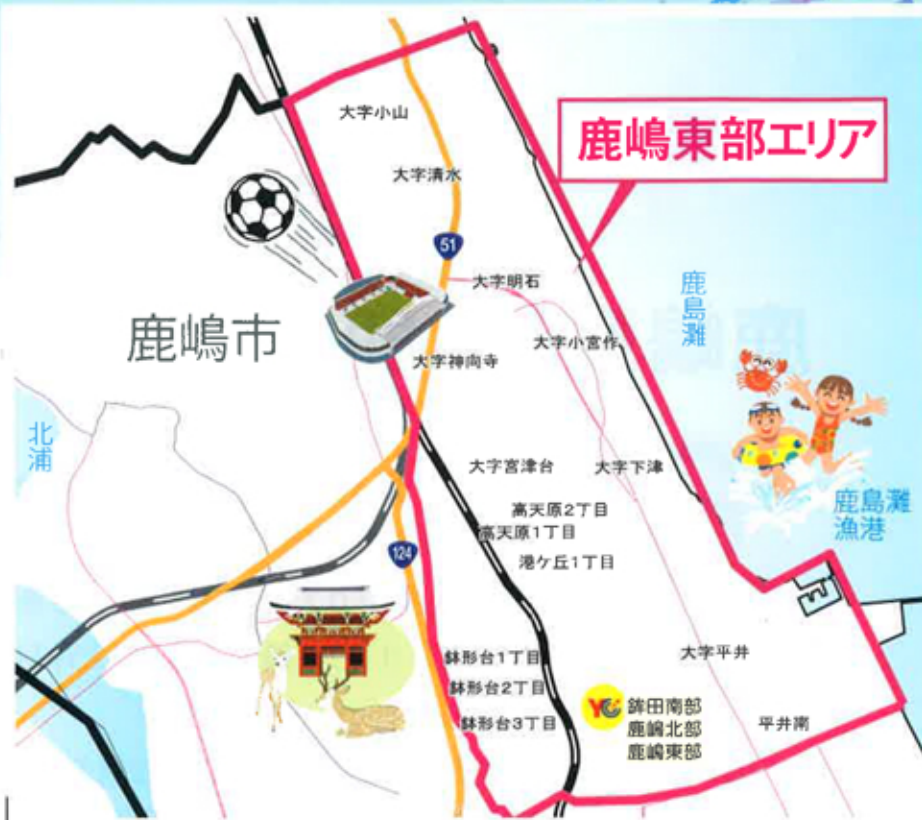 大字小山
鹿嶋東部エリア
大字清水
51
大字明石
鹿島灘
鹿嶋市
大字小宮作
大字神向寺
北浦
大字宮津台
大字下津
高天原2丁目
高天原1丁目
鹿島灘
漁港
港ケ丘1丁目
124
鉢形台1丁目
大字平井
鉢形台2丁目
鉢形台3丁目
YC
鉾田南部
鹿嶋北部
鹿嶋東部
平井南